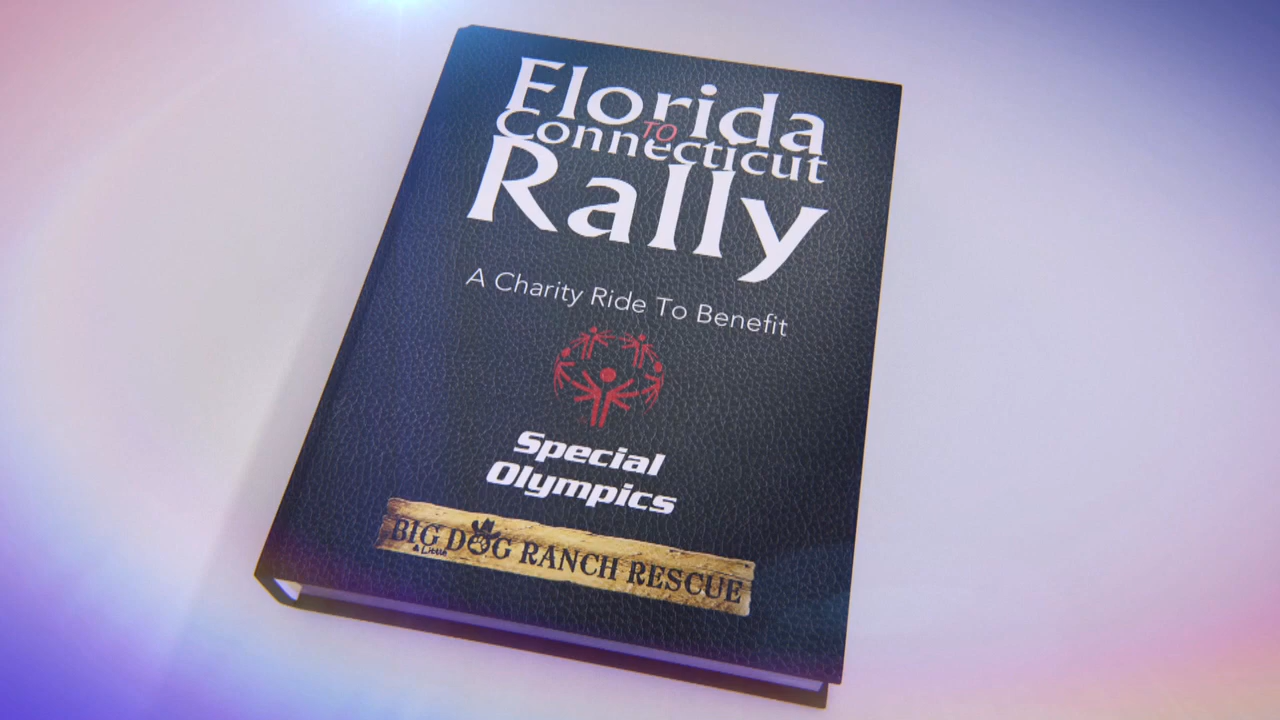 Florida
TO
Connecticut
Rally
A Charity Ride To Benefit
Special
Olympics
BIG DOG RANCH RESCUE
& Little